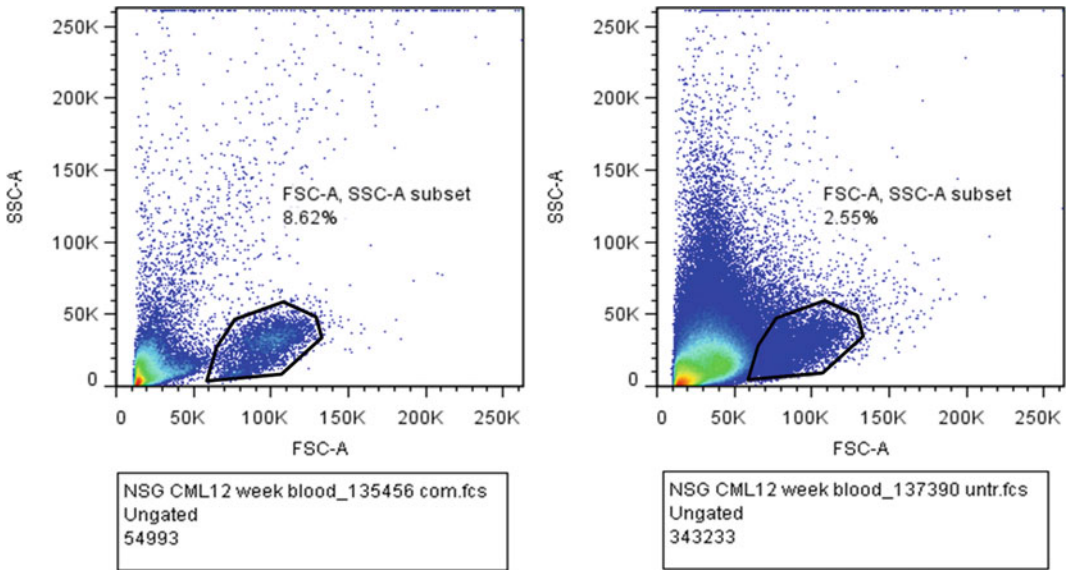 250K
200K
150K
100K
50K
0
SSC-A
FSC-A, SSC-A subset
8.62%
0 50K 100K 150K 200K 250K
FSC-A
NSG CML12 week blood_135456 com.fcs
Ungated
54993
250K
200K
150K
100K
50K
0
SSC-A
FSC-A, SSC-A subset
2.55%
0 50K 100K 150K 200K 250K
FSC-A
NSG CML12 week blood_137390 untr.fcs
Ungated
343233